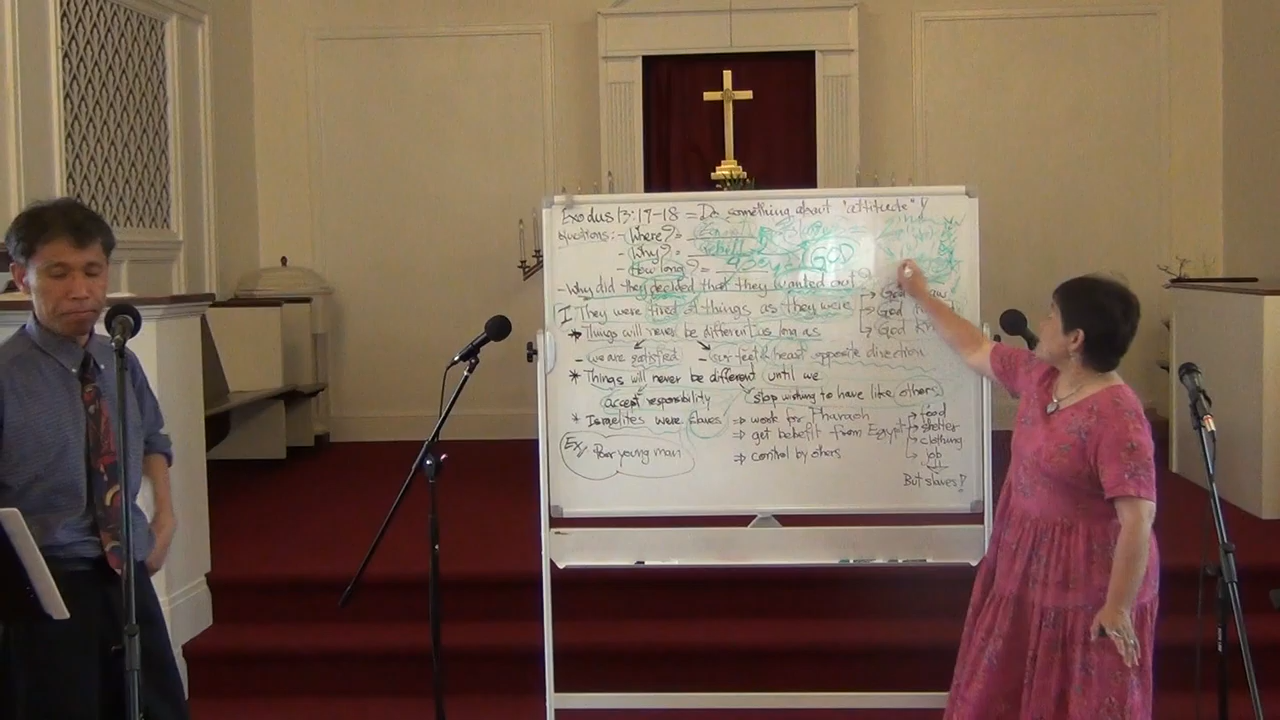 Exodus 13:17-18 = Do something about "attitude"!
Questions:- Where? =
- Why? =
- How long? =
GOD
-Why did they decided that they wanted out
I They were tired of things as they were
→ God
→ God
→ God
* Things will never be different as long as
- we are satisfied - our feet & heart opposite direction
* Things will never be different until we
accept responsibility stop wishing to have like others
* Israelites were slaves ⇒ work for Pharaoh
⇒ get bebefit from Egypt
→ food
→ shelter
→ clothing
→ job
Ex) Poor young man ⇒ control by others
But slaves!